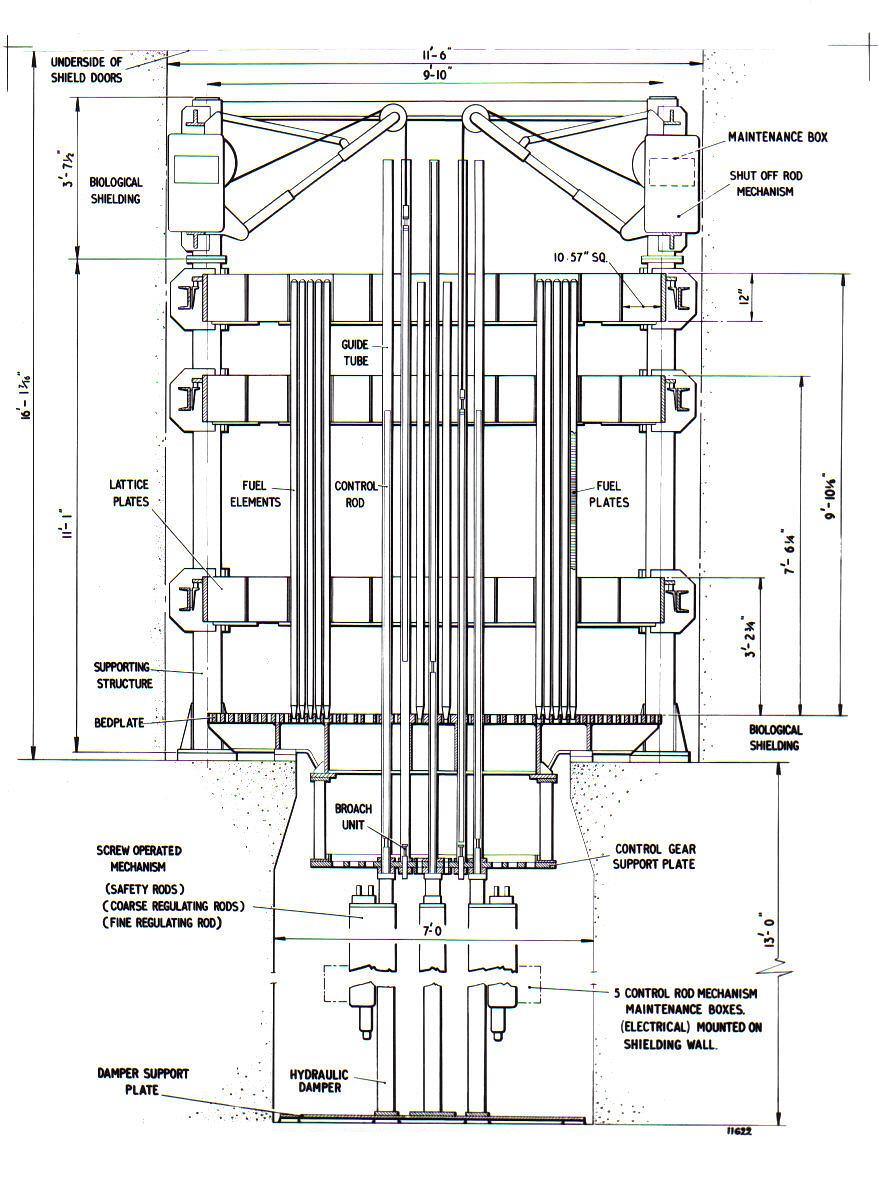 11'-6"
UNDERSIDE OF
SHIELD DOORS
9'-10"
MAINTENANCE BOX
3'-7½"
BIOLOGICAL
SHIELDING
SHUT OFF ROD
MECHANISM
10.57" SQ.
12"
GUIDE
TUBE
16'-1 3/16"
LATTICE
PLATES
FUEL
ELEMENTS
CONTROL
ROD
FUEL
PLATES
11'-1"
9'-10⅛"
7'-6¼"
3'-2¾"
SUPPORTING
STRUCTURE
BEDPLATE
BIOLOGICAL
SHIELDING
BROACH
UNIT
SCREW OPERATED
MECHANISM
(SAFETY RODS)
(COARSE REGULATING RODS)
(FINE REGULATING ROD)
CONTROL GEAR
SUPPORT PLATE
7'-0
13'-0"
5 CONTROL ROD MECHANISM
MAINTENANCE BOXES.
(ELECTRICAL) MOUNTED ON
SHIELDING WALL.
DAMPER SUPPORT
PLATE
HYDRAULIC
DAMPER
11622